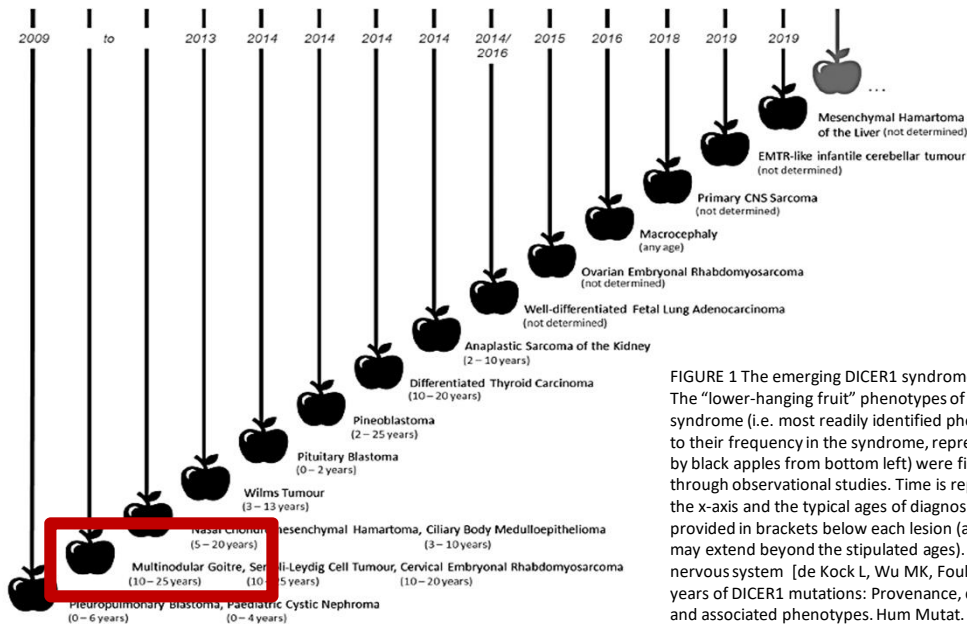 2009 to 2013 2014 2014 2014 2014 2014/ 2015 2016 2018 2019 2019
2016
...
Mesenchymal Hamartoma
of the Liver (not determined)
EMTR-like infantile cerebellar tumour
(not determined)
Primary CNS Sarcoma
(not determined)
Macrocephaly
(any age)
Ovarian Embryonal Rhabdomyosarcoma
(not determined)
Well-differentiated Fetal Lung Adenocarcinoma
(not determined)
Anaplastic Sarcoma of the Kidney
(2 – 10 years)
Differentiated Thyroid Carcinoma
(10 – 20 years)
Pineoblastoma
(2 – 25 years)
Pituitary Blastoma
(0 – 2 years)
Wilms Tumour
(3 – 13 years)
Nasal Hamartoma, Ciliary Body Medulloepithelioma
(5 – 20 years) (3 – 10 years)
Multinodular Goitre, Cell Tumour, Cervical Embryonal Rhabdomyosarcoma
(10 – 25 years) (10 – 20 years)
Pleuropulmonary Blastoma, Paediatric Cystic Nephroma
(0 – 6 years) (0 – 4 years)
FIGURE 1 The emerging DICER1 syndrom
The “lower-hanging fruit” phenotypes of
syndrome (i.e. most readily identified phe
to their frequency in the syndrome, repre
by black apples from bottom left) were fi
through observational studies. Time is rep
the x-axis and the typical ages of diagnos
provided in brackets below each lesion (a
may extend beyond the stipulated ages).
nervous system [de Kock L, Wu MK, Foul
years of DICER1 mutations: Provenance,
and associated phenotypes. Hum Mutat.